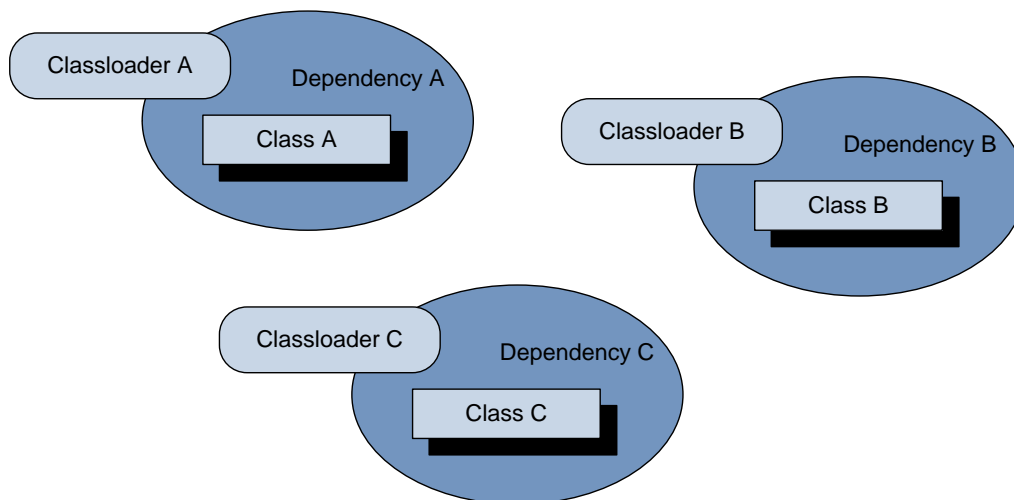 Classloader A
Dependency A
Class A
Classloader B
Dependency B
Class B
Classloader C
Dependency C
Class C